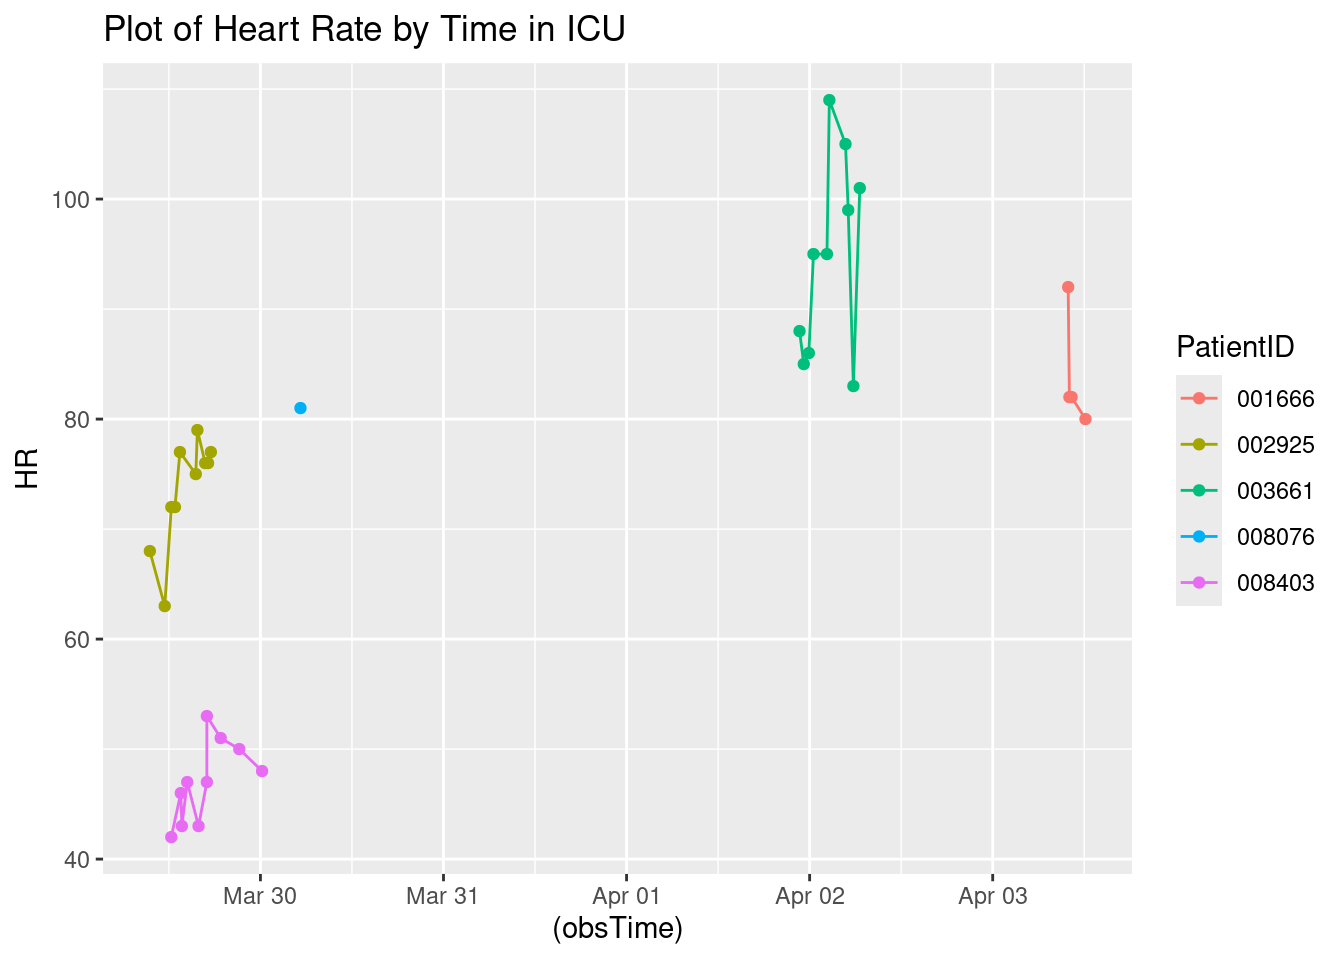 Plot of Heart Rate by Time in ICU
HR
100
80
60
40
Mar 30 Mar 31 Apr 01 Apr 02 Apr 03
(obsTime)
PatientID
001666
002925
003661
008076
008403